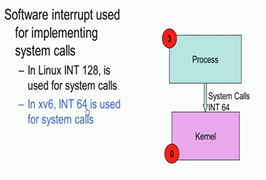 Software interrupt used
for implementing
system calls
– In Linux INT 128, is
used for system calls
– In xv6, INT 64 is used
for system calls
3
Process
System Calls
INT 64
Kernel
0